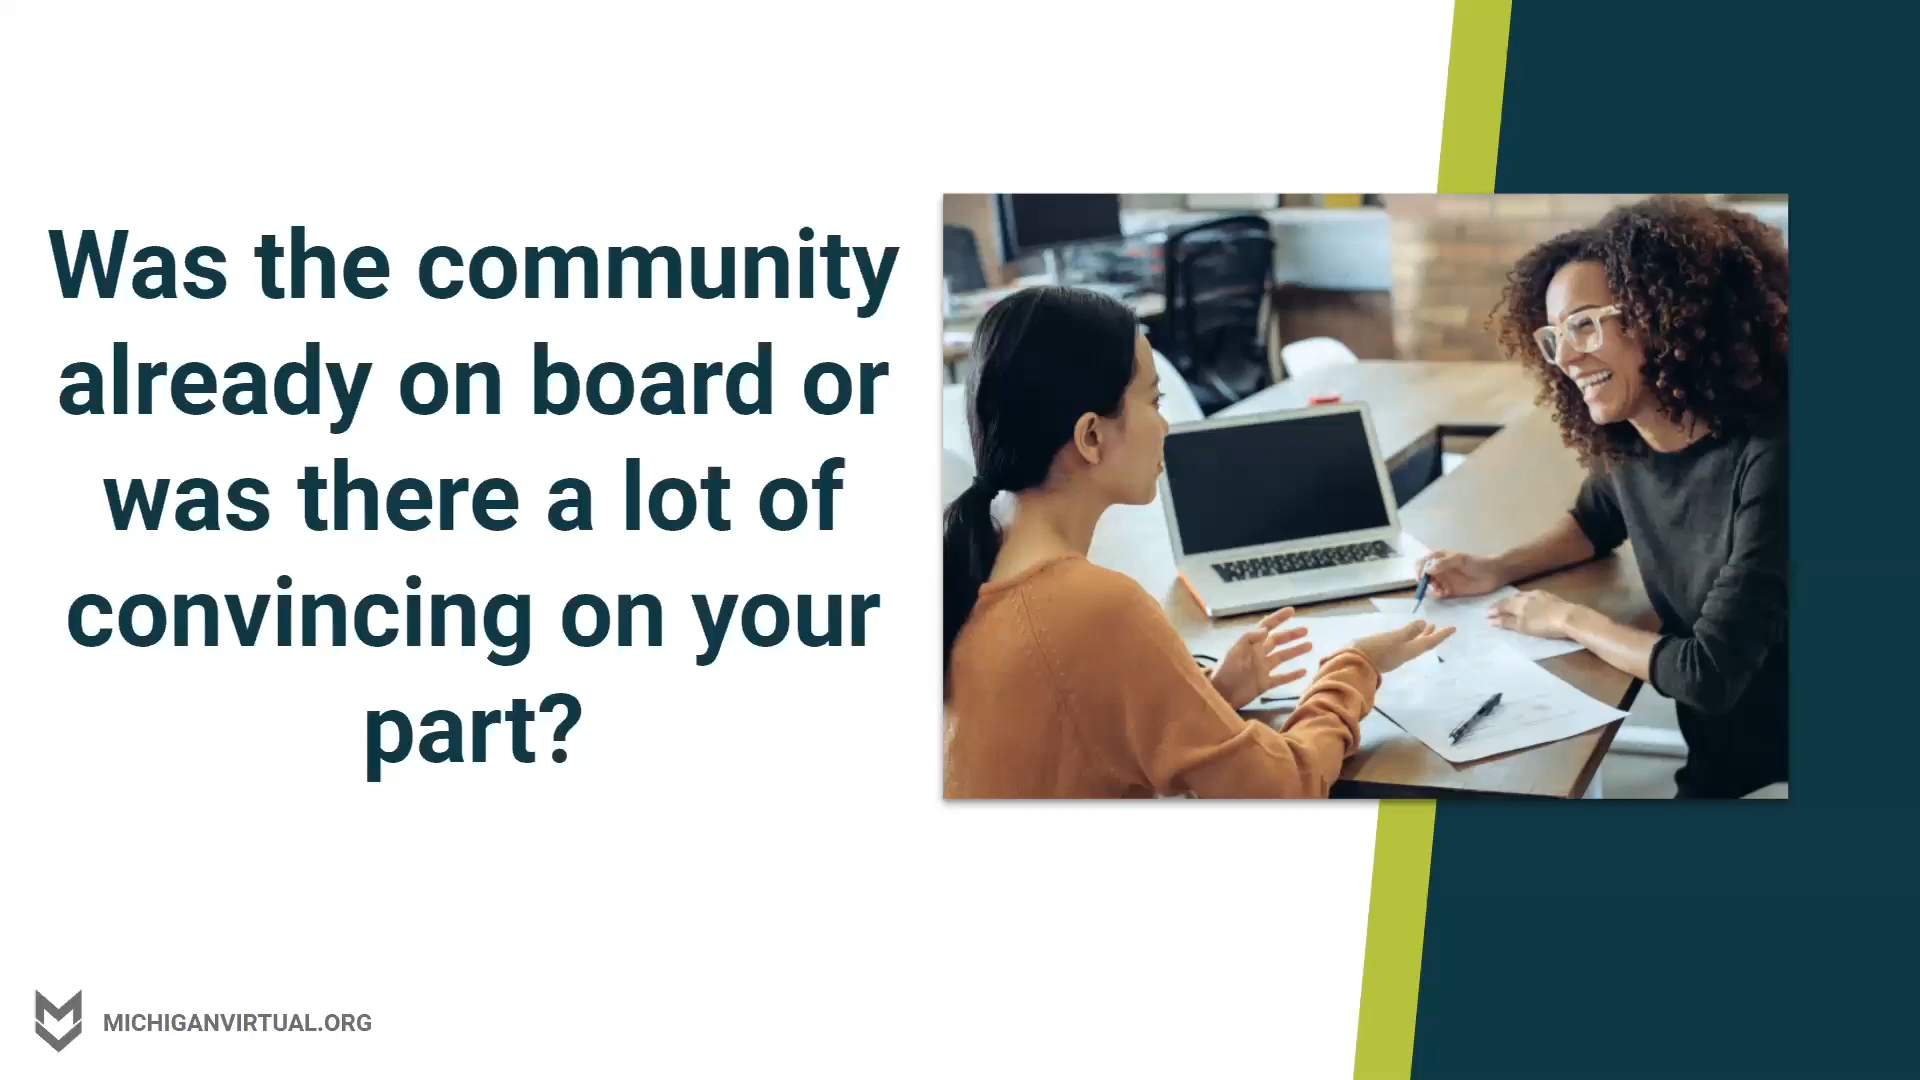 Was the community
already on board or
was there a lot of
convincing on your
part?
MICHIGANVIRTUAL.ORG